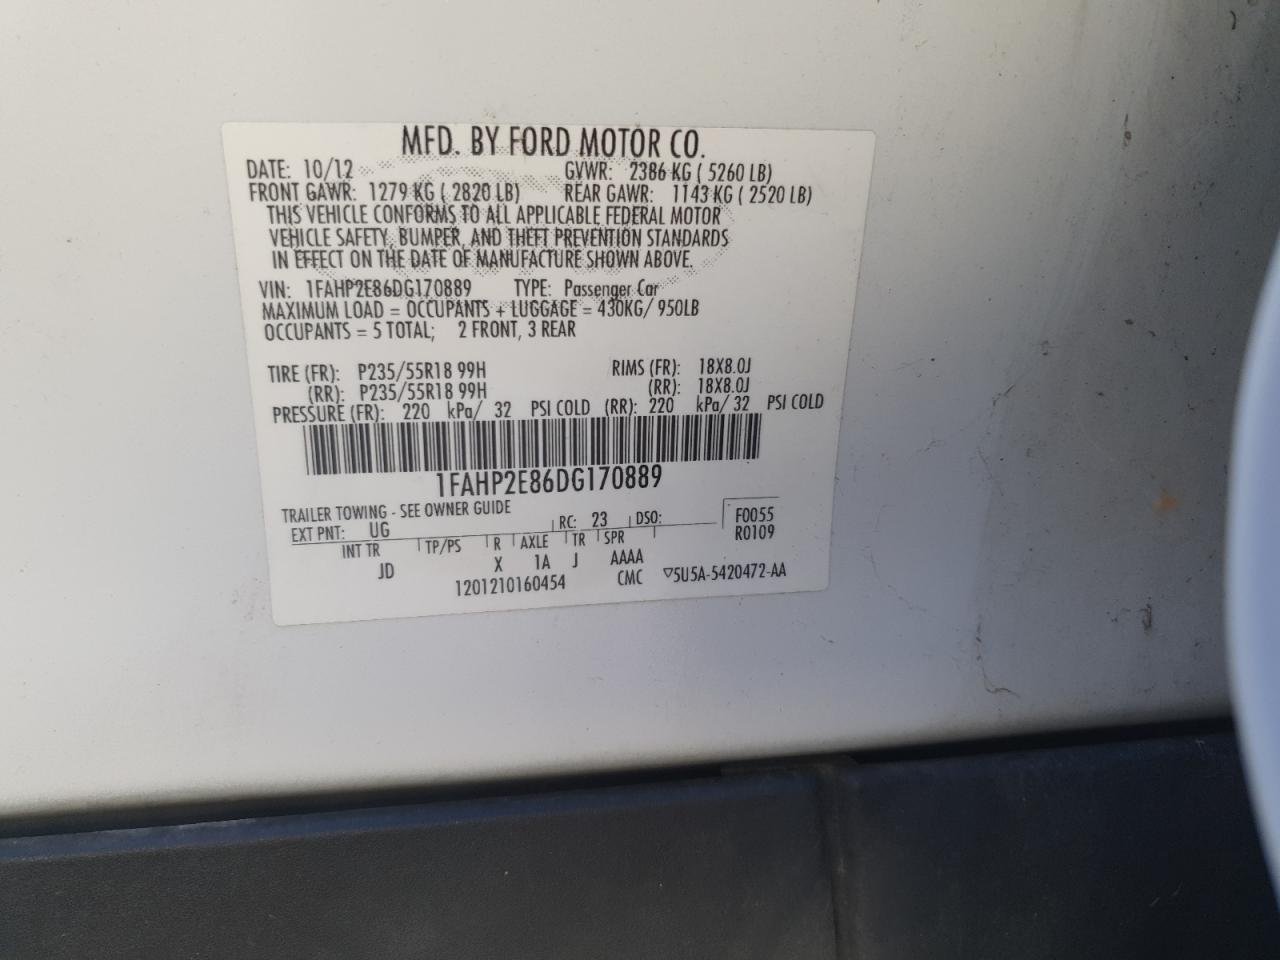 MFD. BY FORD MOTOR CO.
DATE: 10/12 GVWR: 2386 KG ( 5260 LB)
FRONT GAWR: 1279 KG ( 2820 LB) REAR GAWR: 1143 KG ( 2520 LB)
THIS VEHICLE CONFORMS TO ALL APPLICABLE FEDERAL MOTOR
VEHICLE SAFETY, BUMPER, AND THEFT PREVENTION STANDARDS
IN EFFECT ON THE DATE OF MANUFACTURE SHOWN ABOVE.
VIN: 1FAHP2E86DG170889 TYPE: Passenger Car
MAXIMUM LOAD = OCCUPANTS + LUGGAGE = 430KG/ 950LB
OCCUPANTS = 5 TOTAL; 2 FRONT, 3 REAR
TIRE (FR): P235/55R18 99H RIMS (FR): 18X8.0J
(RR): P235/55R18 99H (RR): 18X8.0J
PRESSURE (FR): 220 kPa/ 32 PSI COLD (RR): 220 kPa/ 32 PSI COLD
1FAHP2E86DG170889
TRAILER TOWING - SEE OWNER GUIDE
EXT PNT: UG RC: 23 DSO: F0055
R0109
INT TR TP/PS R AXLE TR SPR
JD X 1A J AAAA
1201210160454 CMC ▽5U5A-5420472-AA